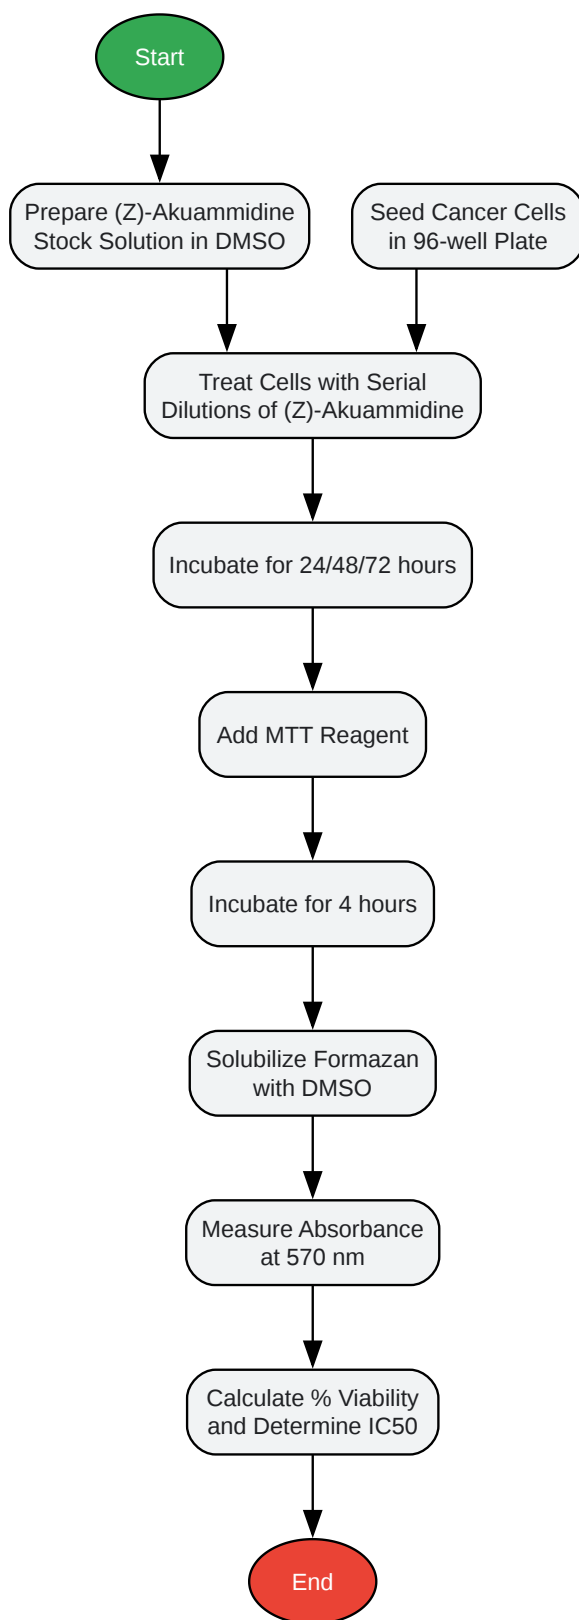 Start
Prepare (Z)-Akuammidine
Stock Solution in DMSO
Seed Cancer Cells
in 96-well Plate
Treat Cells with Serial
Dilutions of (Z)-Akuammidine
Incubate for 24/48/72 hours
Add MTT Reagent
Incubate for 4 hours
Solubilize Formazan
with DMSO
Measure Absorbance
at 570 nm
Calculate % Viability
and Determine IC50
End